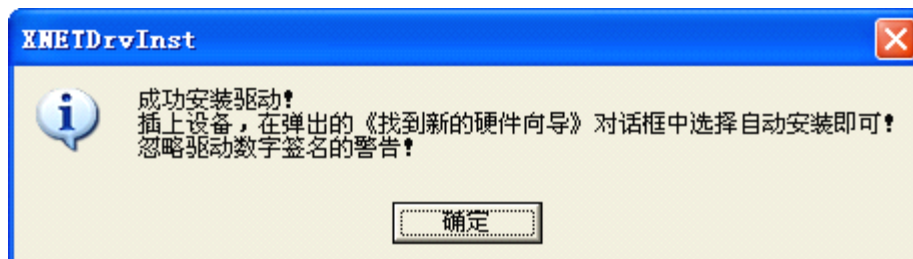 XNETDrvInst
成功安装驱动!
插上设备,在弹出的《找到新的硬件向导》对话框中选择自动安装即可!
忽略驱动数字签名的警告!
确定